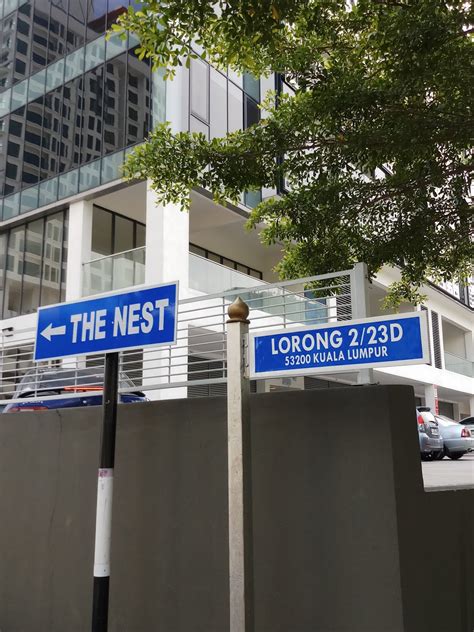 ← THE NEST
LORONG 2/23D
53200 KUALA LUMPUR